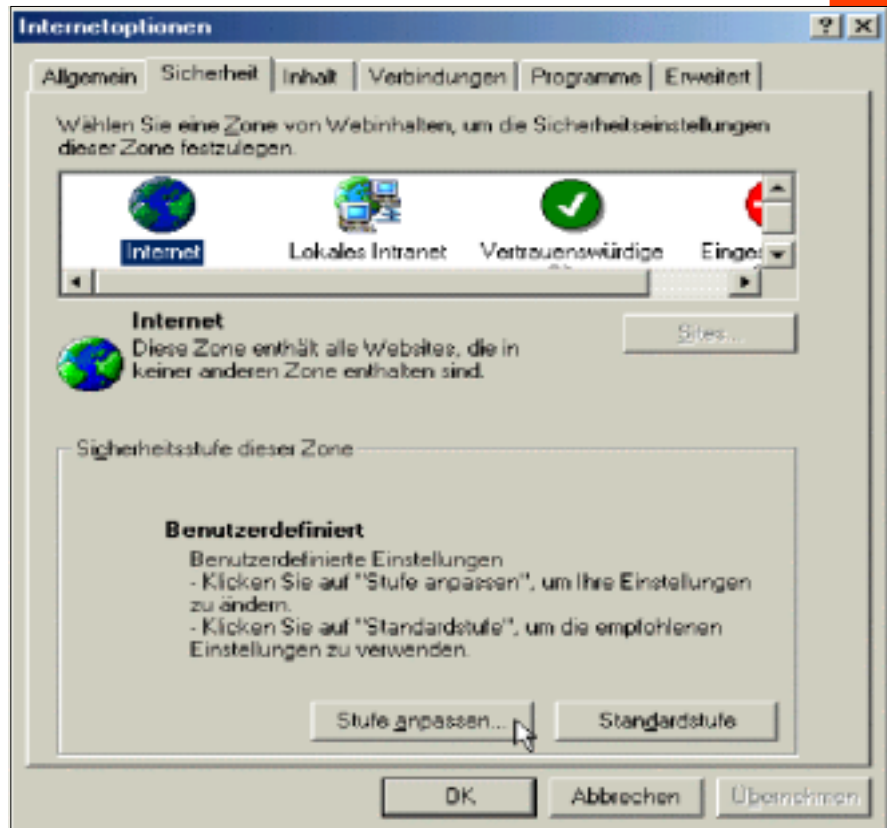 Internetoptionen
Allgemein Sicherheit Inhalt Verbindungen Programme Erweitert
Wählen Sie eine Zone von Webinhalten, um die Sicherheitseinstellungen
dieser Zone festzulegen.
Internet Lokales Intranet Vertrauenswürdige
Internet
Sites...
Diese Zone enthält alle Websites, die in
keiner anderen Zone enthalten sind.
Sicherheitsstufe dieser Zone
Benutzerdefiniert
Benutzerdefinierte Einstellungen
- Klicken Sie auf "Stufe anpassen", um Ihre Einstellungen
zu ändern.
- Klicken Sie auf "Standardstufe", um die empfohlenen
Einstellungen zu verwenden.
Stufe anpassen... Standardstufe
OK Abbrechen Übernehmen